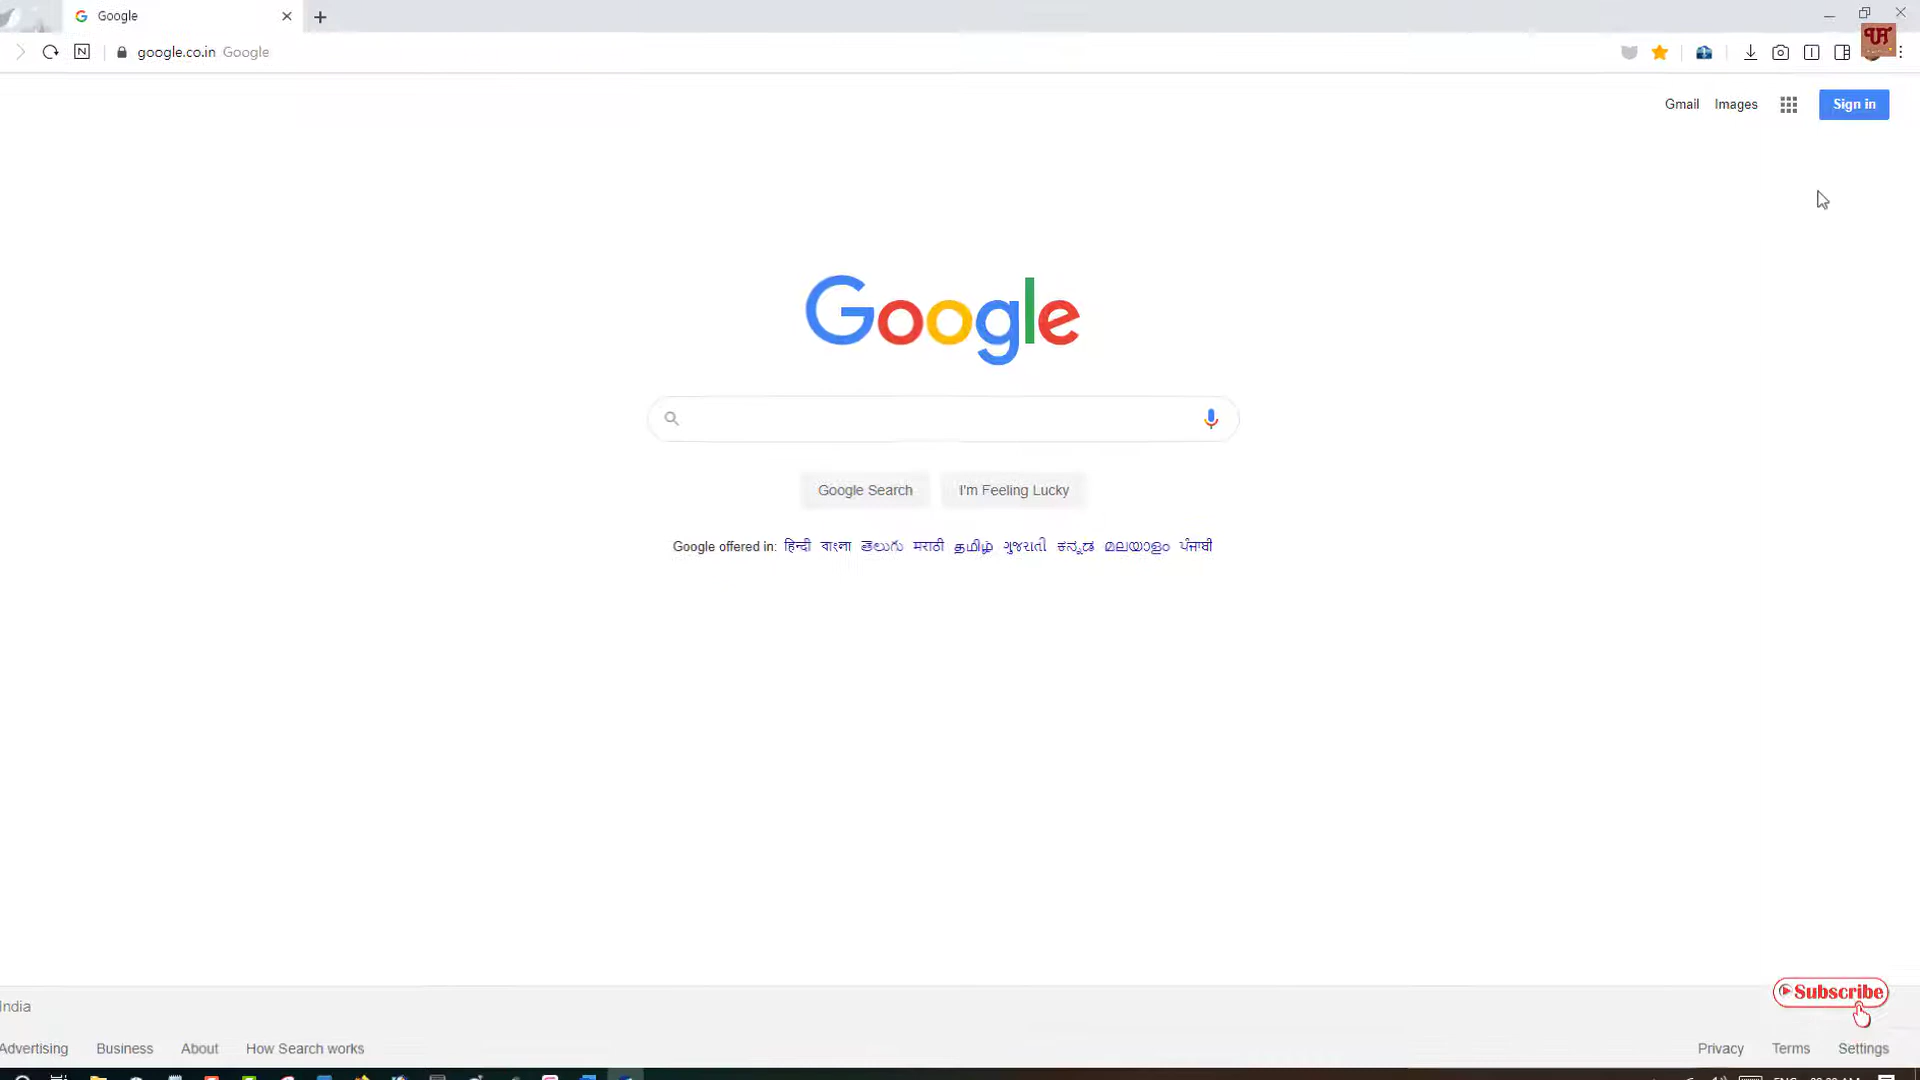 Google
google.co.in Google
Gmail Images Sign in
Google
Google Search I'm Feeling Lucky
Google offered in: हिन्दी বাংলা తెలుగు मराठी தமிழ் ગુજરાતી ಕನ್ನಡ മലയാളം ਪੰਜਾਬੀ
India
Subscribe
Advertising Business About How Search works Privacy Terms Settings